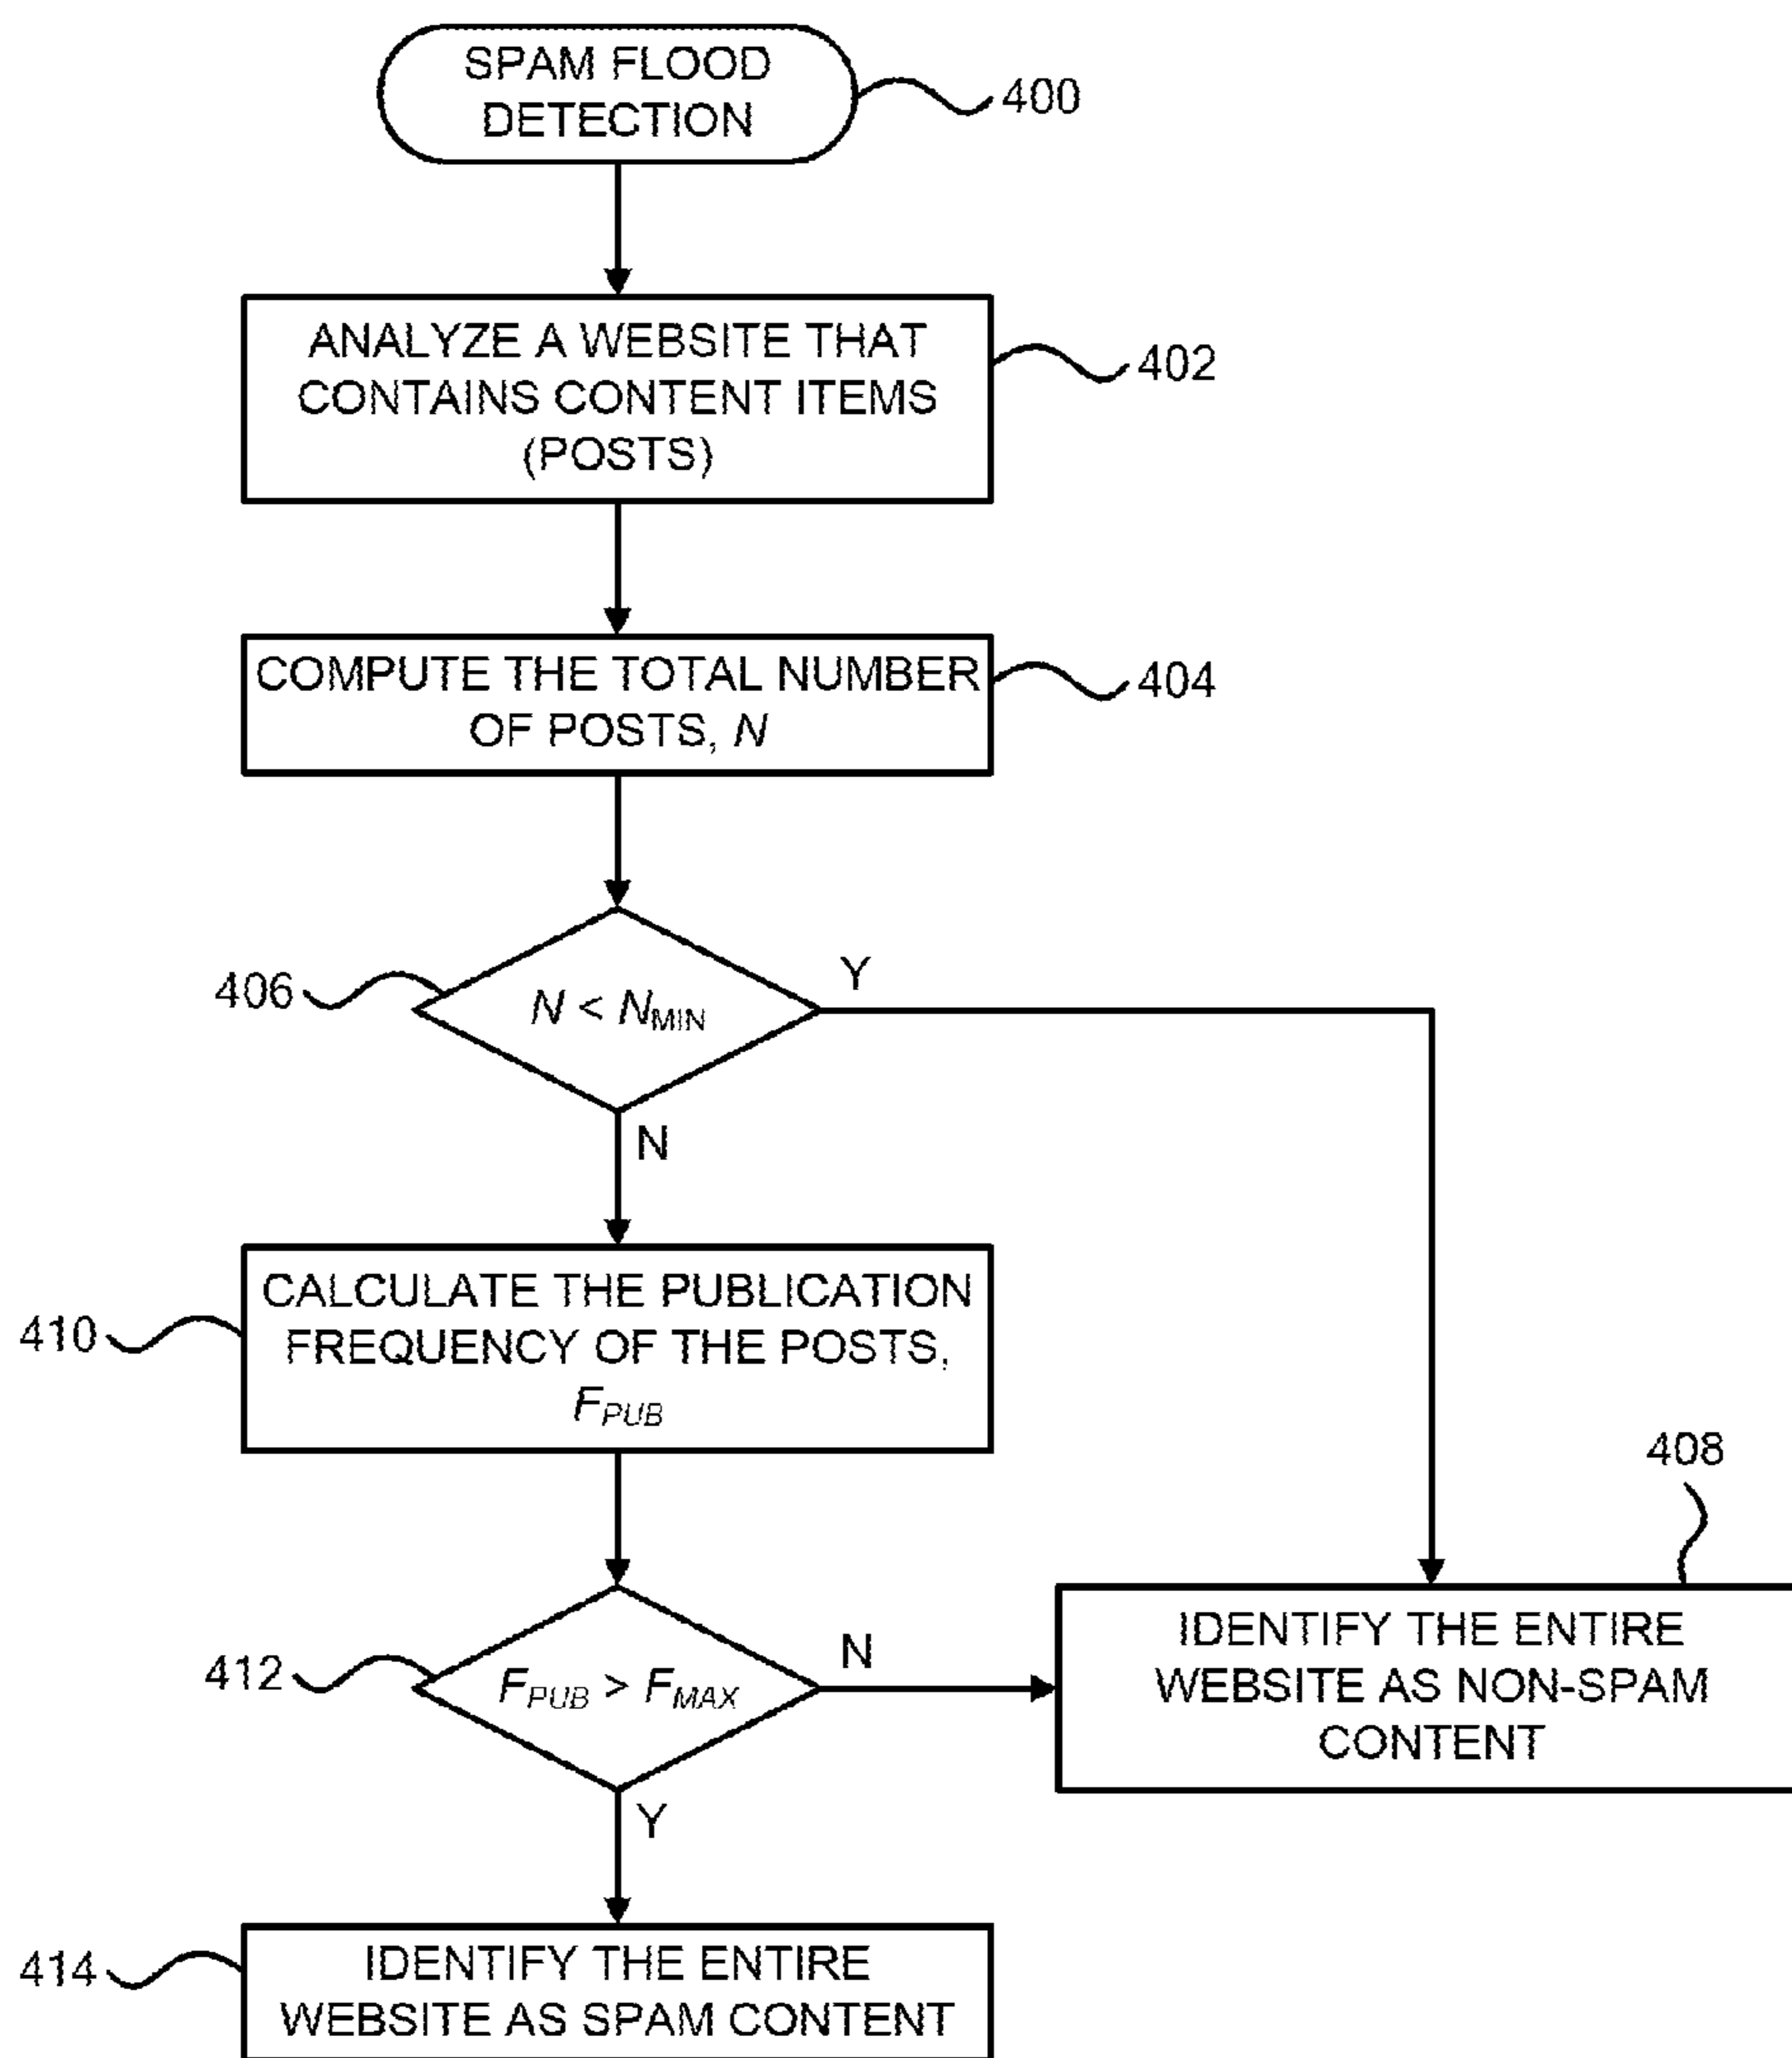 SPAM FLOOD
DETECTION
400
ANALYZE A WEBSITE THAT
CONTAINS CONTENT ITEMS
(POSTS)
402
COMPUTE THE TOTAL NUMBER
OF POSTS, N
404
406
N < NMIN
Y
N
CALCULATE THE PUBLICATION
FREQUENCY OF THE POSTS,
FPUB
410
408
412
FPUB > FMAX
N
Y
IDENTIFY THE ENTIRE
WEBSITE AS NON-SPAM
CONTENT
414
IDENTIFY THE ENTIRE
WEBSITE AS SPAM CONTENT